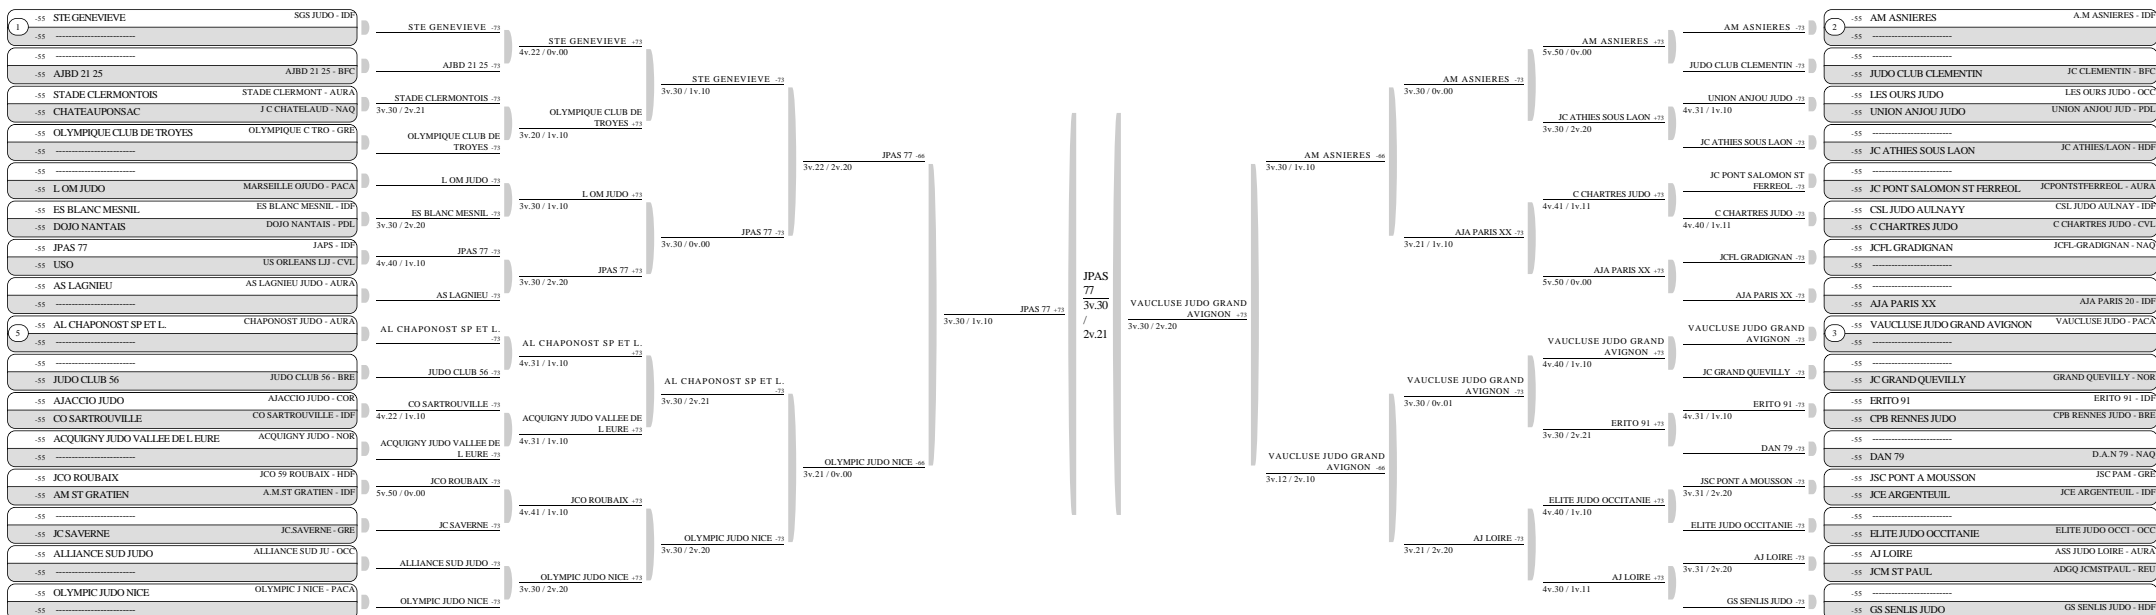 1
-55 STE GENEVIEVE SGS JUDO - IDF
-55 -------------------------
-55 -------------------------
-55 AJBD 21 25 AJBD 21 25 - BFC
-55 STADE CLERMONTOIS STADE CLERMONT - AURA
-55 CHATEAUPONSAC J C CHATELAUD - NAQ
-55 OLYMPIQUE CLUB DE TROYES OLYMPIQUE C TRO - GRE
-55 -------------------------
-55 -------------------------
-55 L OM JUDO MARSEILLE OJUDO - PACA
-55 ES BLANC MESNIL ES BLANC MESNIL - IDF
-55 DOJO NANTAIS DOJO NANTAIS - PDL
-55 JPAS 77 JAPS - IDF
-55 USO US ORLEANS LJJ - CVL
-55 AS LAGNIEU AS LAGNIEU JUDO - AURA
-55 -------------------------
5
-55 AL CHAPONOST SP ET L. CHAPONOST JUDO - AURA
-55 -------------------------
-55 -------------------------
-55 JUDO CLUB 56 JUDO CLUB 56 - BRE
-55 AJACCIO JUDO AJACCIO JUDO - COR
-55 CO SARTROUVILLE CO SARTROUVILLE - IDF
-55 ACQUIGNY JUDO VALLEE DE L EURE ACQUIGNY JUDO - NOR
-55 -------------------------
-55 JCO ROUBAIX JCO 59 ROUBAIX - HDF
-55 AM ST GRATIEN A.M.ST GRATIEN - IDF
-55 -------------------------
-55 JC SAVERNE JC.SAVERNE - GRE
-55 ALLIANCE SUD JUDO ALLIANCE SUD JU - OCC
-55 -------------------------
-55 OLYMPIC JUDO NICE OLYMPIC J NICE - PACA
-55 -------------------------
STE GENEVIEVE -73
AJBD 21 25 -73
STADE CLERMONTOIS -73
3v.30 / 2v.21
OLYMPIQUE CLUB DE
TROYES -73
L OM JUDO -73
ES BLANC MESNIL -73
3v.30 / 2v.20
JPAS 77 -73
4v.40 / 1v.10
AS LAGNIEU -73
AL CHAPONOST SP ET L.
-73
JUDO CLUB 56 -73
CO SARTROUVILLE -73
4v.22 / 1v.10
ACQUIGNY JUDO VALLEE DE
L EURE -73
JCO ROUBAIX -73
5v.50 / 0v.00
JC SAVERNE -73
ALLIANCE SUD JUDO -73
OLYMPIC JUDO NICE -73
STE GENEVIEVE +73
4v.22 / 0v.00
OLYMPIQUE CLUB DE
TROYES +73
3v.20 / 1v.10
L OM JUDO +73
3v.30 / 1v.10
JPAS 77 +73
3v.30 / 2v.20
AL CHAPONOST SP ET L.
+73
4v.31 / 1v.10
ACQUIGNY JUDO VALLEE DE
L EURE +73
4v.31 / 1v.10
JCO ROUBAIX +73
4v.41 / 1v.10
OLYMPIC JUDO NICE +73
3v.30 / 2v.20
STE GENEVIEVE -73
3v.30 / 1v.10
JPAS 77 -73
3v.30 / 0v.00
AL CHAPONOST SP ET L.
-73
3v.30 / 2v.21
OLYMPIC JUDO NICE -73
3v.30 / 2v.20
JPAS 77 -66
3v.22 / 2v.20
OLYMPIC JUDO NICE -66
3v.21 / 0v.00
JPAS 77 +73
3v.30 / 1v.10
JPAS
77
3v.30
/
2v.21
VAUCLUSE JUDO GRAND
AVIGNON +73
3v.30 / 2v.20
AM ASNIERES -66
3v.30 / 1v.10
VAUCLUSE JUDO GRAND
AVIGNON -66
3v.12 / 2v.10
AM ASNIERES -73
3v.30 / 0v.00
AJA PARIS XX -73
3v.21 / 1v.10
VAUCLUSE JUDO GRAND
AVIGNON -73
3v.30 / 0v.01
AJ LOIRE -73
3v.21 / 2v.20
AM ASNIERES +73
5v.50 / 0v.00
JC ATHIES SOUS LAON +73
3v.30 / 2v.20
C CHARTRES JUDO +73
4v.41 / 1v.11
AJA PARIS XX +73
5v.50 / 0v.00
VAUCLUSE JUDO GRAND
AVIGNON +73
4v.40 / 1v.10
ERITO 91 +73
3v.30 / 2v.21
ELITE JUDO OCCITANIE +73
4v.40 / 1v.10
AJ LOIRE +73
4v.30 / 1v.11
AM ASNIERES -73
JUDO CLUB CLEMENTIN -73
UNION ANJOU JUDO -73
4v.31 / 1v.10
JC ATHIES SOUS LAON -73
JC PONT SALOMON ST
FERREOL -73
C CHARTRES JUDO -73
4v.40 / 1v.11
JCFL GRADIGNAN -73
AJA PARIS XX -73
VAUCLUSE JUDO GRAND
AVIGNON -73
JC GRAND QUEVILLY -73
ERITO 91 -73
4v.31 / 1v.10
DAN 79 -73
JSC PONT A MOUSSON -73
3v.31 / 2v.20
ELITE JUDO OCCITANIE -73
AJ LOIRE -73
3v.31 / 2v.20
GS SENLIS JUDO -73
2
-55 AM ASNIERES A.M ASNIERES - IDF
-55 -------------------------
-55 -------------------------
-55 JUDO CLUB CLEMENTIN JC CLEMENTIN - BFC
-55 LES OURS JUDO LES OURS JUDO - OCC
-55 UNION ANJOU JUDO UNION ANJOU JUD - PDL
-55 -------------------------
-55 JC ATHIES SOUS LAON JC ATHIES/LAON - HDF
-55 -------------------------
-55 JC PONT SALOMON ST FERREOL JCPONTSTFERREOL - AURA
-55 CSL JUDO AULNAYY CSL JUDO AULNAY - IDF
-55 C CHARTRES JUDO C CHARTRES JUDO - CVL
-55 JCFL GRADIGNAN JCFL-GRADIGNAN - NAQ
-55 -------------------------
-55 -------------------------
-55 AJA PARIS XX AJA PARIS 20 - IDF
3
-55 VAUCLUSE JUDO GRAND AVIGNON VAUCLUSE JUDO - PACA
-55 -------------------------
-55 -------------------------
-55 JC GRAND QUEVILLY GRAND QUEVILLY - NOR
-55 ERITO 91 ERITO 91 - IDF
-55 CPB RENNES JUDO CPB RENNES JUDO - BRE
-55 -------------------------
-55 DAN 79 D.A.N 79 - NAQ
-55 JSC PONT A MOUSSON JSC PAM - GRE
-55 JCE ARGENTEUIL JCE ARGENTEUIL - IDF
-55 -------------------------
-55 ELITE JUDO OCCITANIE ELITE JUDO OCCI - OCC
-55 AJ LOIRE ASS JUDO LOIRE - AURA
-55 JCM ST PAUL ADGQ JCMSTPAUL - REU
-55 -------------------------
-55 GS SENLIS JUDO GS SENLIS JUDO - HDF